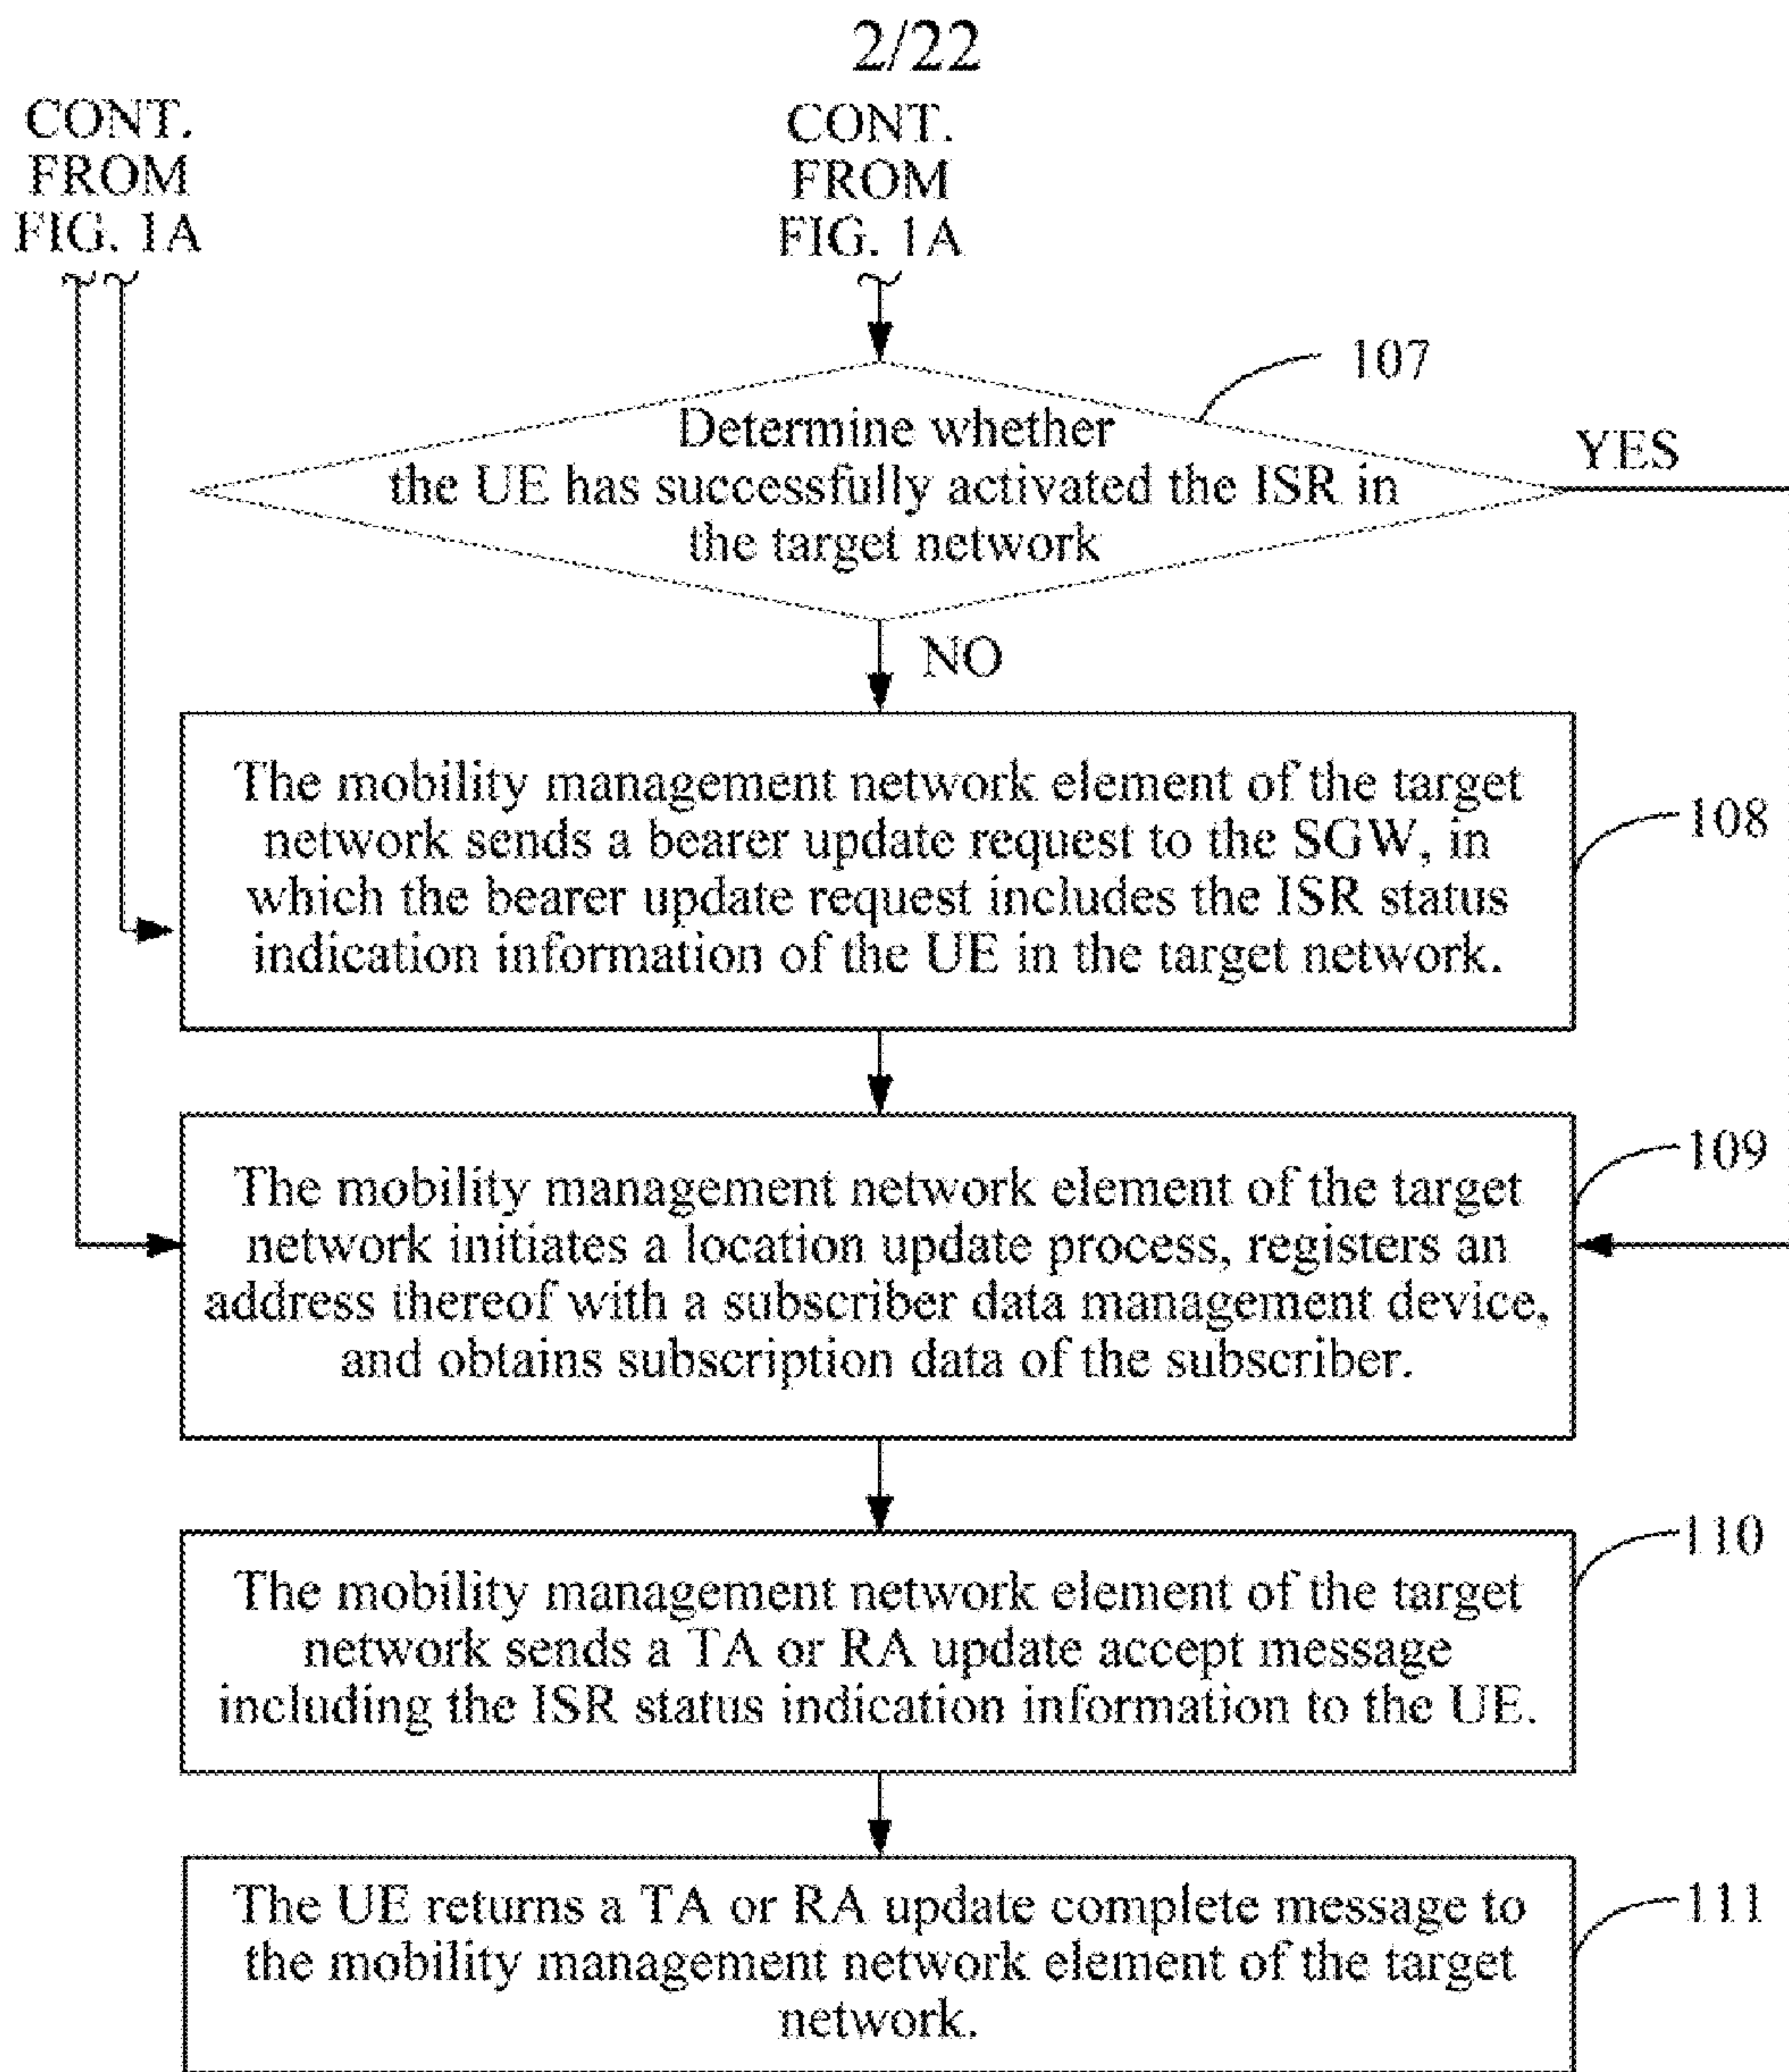 2/22
CONT.
FROM
FIG. 1A
CONT.
FROM
FIG. 1A
107
Determine whether
the UE has successfully activated the ISR in
the target network
YES
NO
The mobility management network element of the target
network sends a bearer update request to the SGW, in
which the bearer update request includes the ISR status
indication information of the UE in the target network.
108
The mobility management network element of the target
network initiates a location update process, registers an
address thereof with a subscriber data management device,
and obtains subscription data of the subscriber.
109
The mobility management network element of the target
network sends a TA or RA update accept message
including the ISR status indication information to the UE.
110
The UE returns a TA or RA update complete message to
the mobility management network element of the target
network.
111